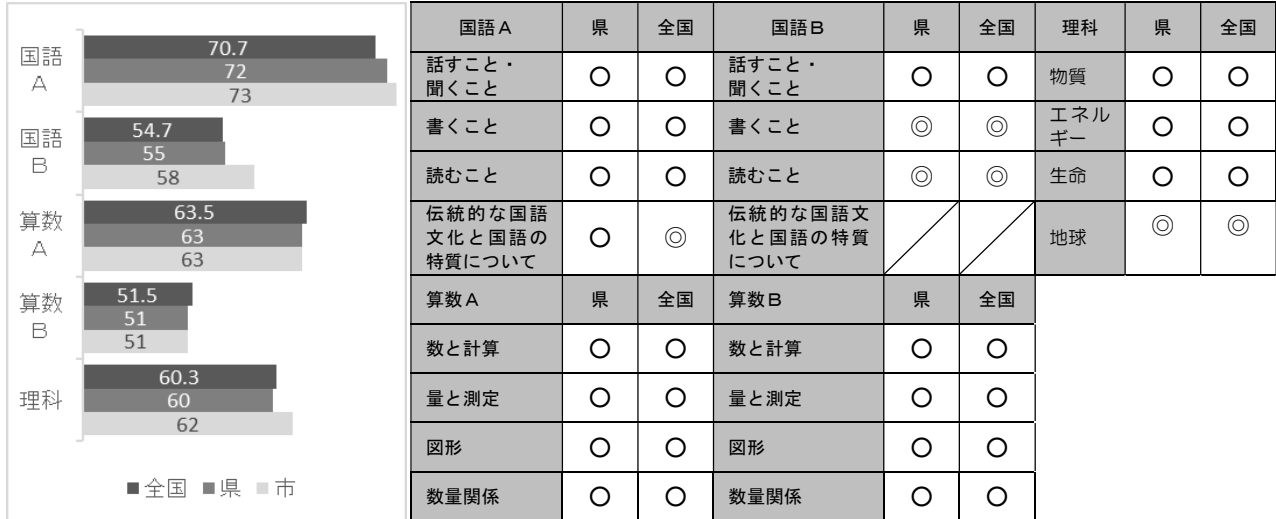 国語
A
70.7
72
73
国語
B
54.7
55
58
算数
A
63.5
63
63
算数
B
51.5
51
51
理科
60.3
60
62
■全国 ■県 ■市
国語A 県 全国 国語B 県 全国 理科 県 全国
話すこと・
聞くこと
〇 〇
話すこと・
聞くこと
〇 〇 物質 〇 〇
書くこと 〇 〇 書くこと ◎ ◎
エネル
ギー
〇 〇
読むこと 〇 〇 読むこと ◎ ◎ 生命 〇 〇
伝統的な国語
文化と国語の
特質について
〇 ◎
伝統的な国語文
化と国語の特質
について
地球 ◎ ◎
算数A 県 全国 算数B 県 全国
数と計算 〇 〇 数と計算 〇 〇
量と測定 〇 〇 量と測定 〇 〇
図形 〇 〇 図形 〇 〇
数量関係 〇 〇 数量関係 〇 〇